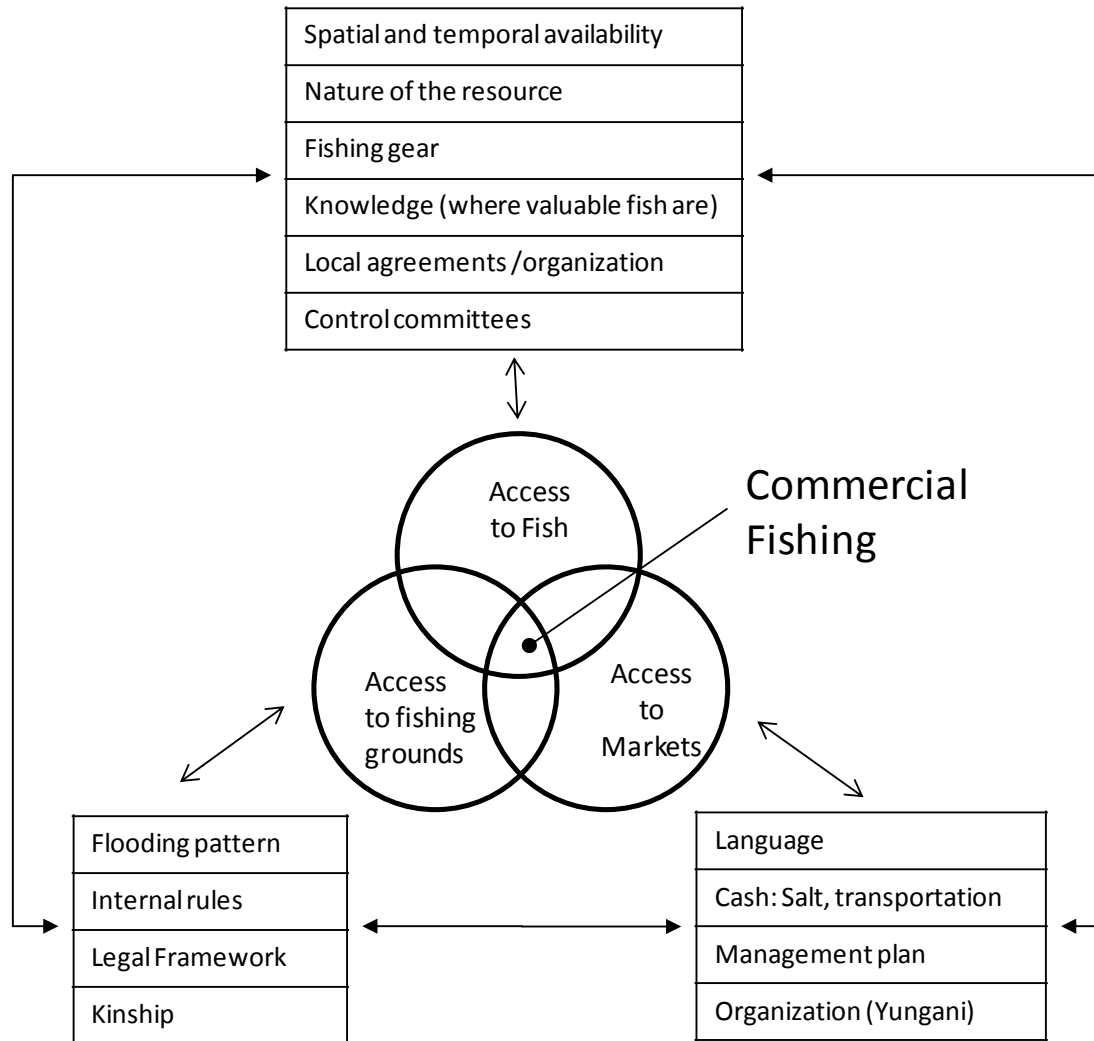 Spatial and temporal availability
Nature of the resource
Fishing gear
Knowledge (where valuable fish are)
Local agreements /organization
Control committees
Access
to Fish
Commercial
Fishing
Access
to fishing
grounds
Access
to
Markets
Flooding pattern
Internal rules
Legal Framework
Kinship
Language
Cash: Salt, transportation
Management plan
Organization (Yungani)